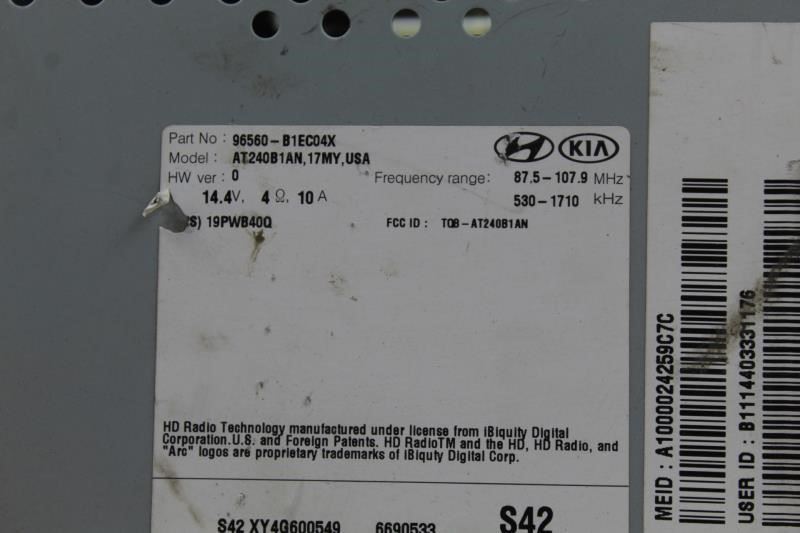 Part No : 96560-B1EC04X
KIA
Model : AT240B1AN,17MY,USA
HW ver : 0
Frequency range: 87.5-107.9 MHz
14.4V, 4 Ω, 10 A
530-1710 kHz
S) 19PWB40Q
FCC ID : TQ8-AT240B1AN
HD Radio Technology manufactured under license from iBiquity Digital
Corporation.U.S. and Foreign Patents. HD RadioTM and the HD, HD Radio, and
"Arc" logos are proprietary trademarks of iBiquty Digital Corp.
S42 XY4G600549 6690533 S42
MEID : A1000024259C7C
USER ID : B1114403331176